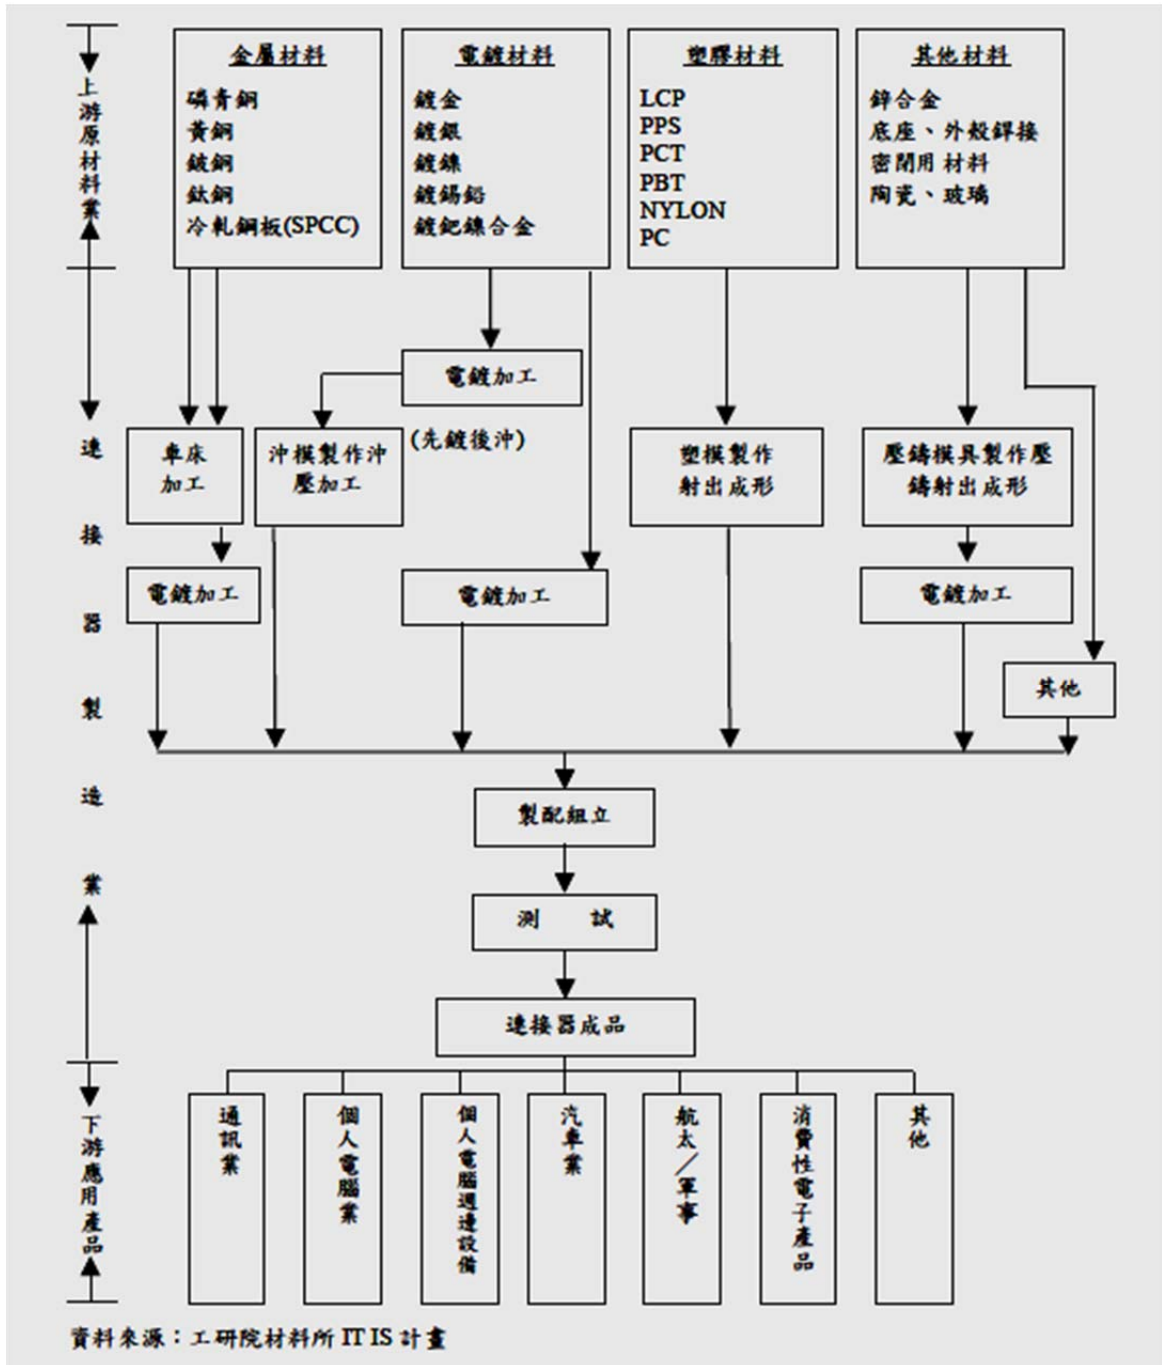 上游原材料業
金屬材料
磷青銅
黃銅
鈹銅
鈦銅
冷軋鋼板(SPCC)
電鍍材料
鍍金
鍍銀
鍍鎳
鍍錫鉛
鍍鈀鎳合金
塑膠材料
LCP
PPS
PCT
PBT
NYLON
PC
其他材料
鋅合金
底座、外殼銲接
密閉用材料
陶瓷、玻璃
連接器製造業
電鍍加工
(先鍍後沖)
車床
加工
沖模製作沖
壓加工
塑模製作
射出成形
壓鑄模具製作壓
鑄射出成形
電鍍加工
電鍍加工
電鍍加工
其他
製配組立
測 試
連接器成品
下游應用產品
通訊業
個人電腦業
個人電腦週邊設備
汽車業
航太／軍事
消費性電子產品
其他
資料來源：工研院材料所 IT IS 計畫